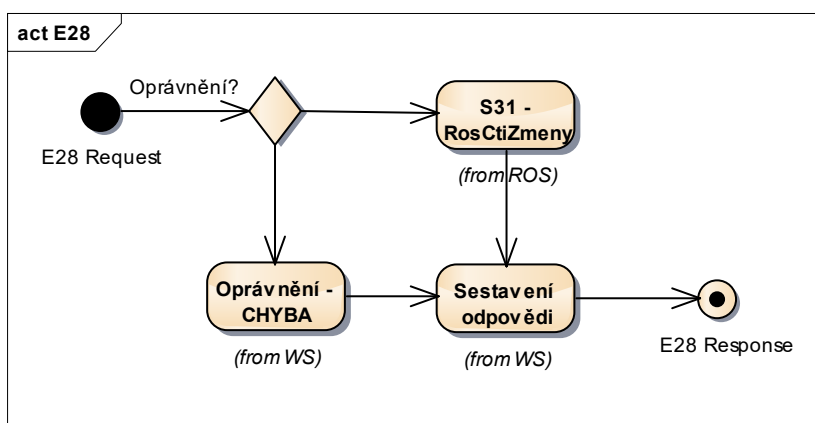 act E28
Oprávnění?
E28 Request
S31 -
RosCtiZmeny
(from ROS)
Oprávnění -
CHYBA
(from WS)
Sestavení
odpovědi
(from WS)
E28 Response